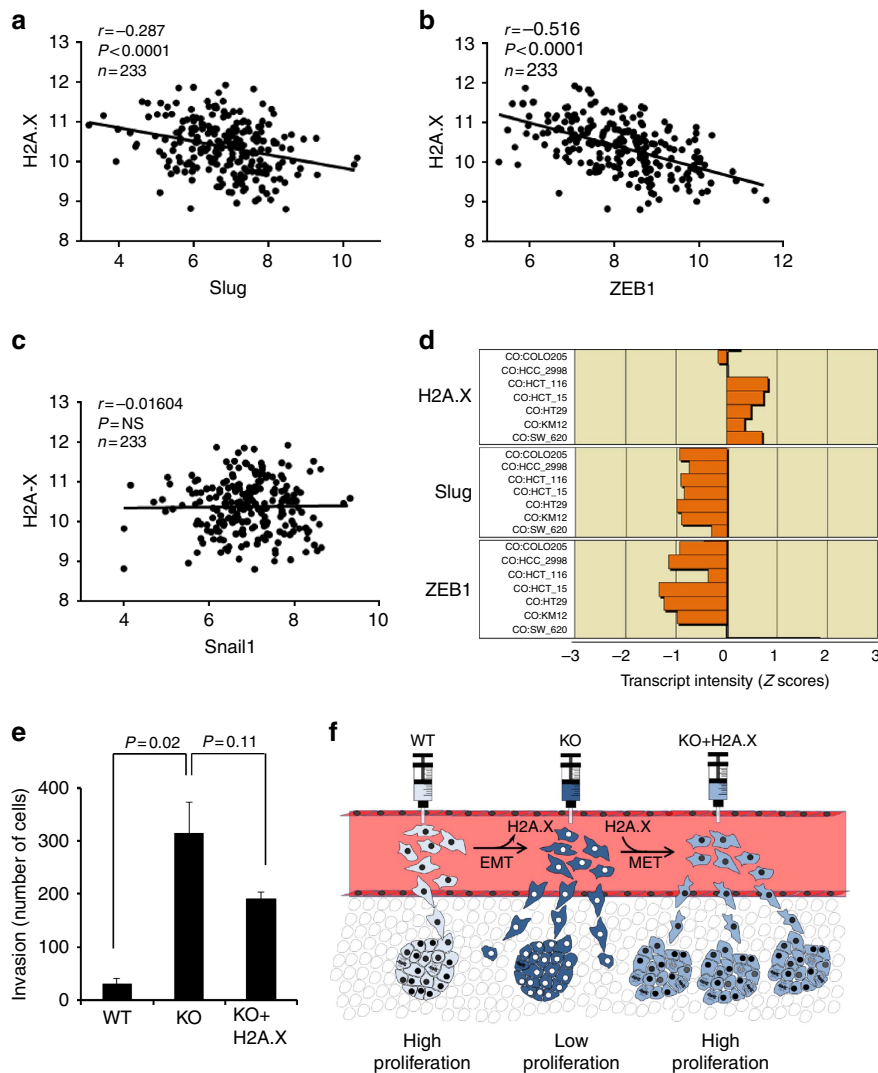 a
r=−0.287
P<0.0001
n=233
H2A.X
13
12
11
10
9
8
4
6
8
10
Slug
b
r=−0.516
P<0.0001
n=233
H2A.X
13
12
11
10
9
8
6
8
10
12
ZEB1
c
r=−0.01604
P=NS
n=233
H2A-X
13
12
11
10
9
8
4
6
8
10
Snail1
d
H2A.X
CO:COLO205
CO:HCC_2998
CO:HCT_116
CO:HCT_15
CO:HT29
CO:KM12
CO:SW_620
Slug
CO:COLO205
CO:HCC_2998
CO:HCT_116
CO:HCT_15
CO:HT29
CO:KM12
CO:SW_620
ZEB1
CO:COLO205
CO:HCC_2998
CO:HCT_116
CO:HCT_15
CO:HT29
CO:KM12
CO:SW_620
−3 −2 −1 0 1 2 3
Transcript intensity (Z scores)
e
P=0.02
P=0.11
Invasion (number of cells)
400
300
200
100
0
WT
KO
KO+
H2A.X
f
WT
KO
KO+H2A.X
H2A.X
EMT
H2A.X
MET
High
proliferation
Low
proliferation
High
proliferation